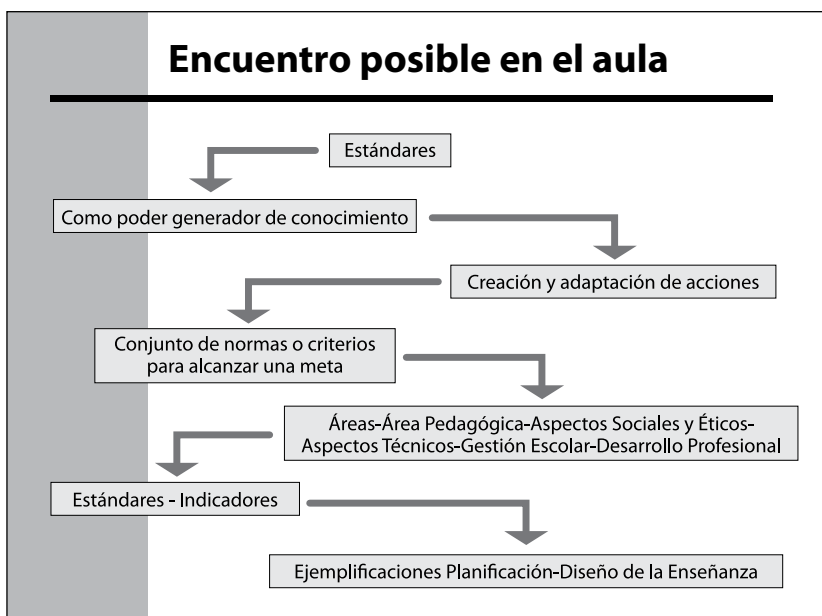 Encuentro posible en el aula
Estándares
Como poder generador de conocimiento
Creación y adaptación de acciones
Conjunto de normas o criterios
para alcanzar una meta
Áreas-Área Pedagógica-Aspectos Sociales y Éticos-
Aspectos Técnicos-Gestión Escolar-Desarrollo Profesional
Estándares - Indicadores
Ejemplificaciones Planificación-Diseño de la Enseñanza